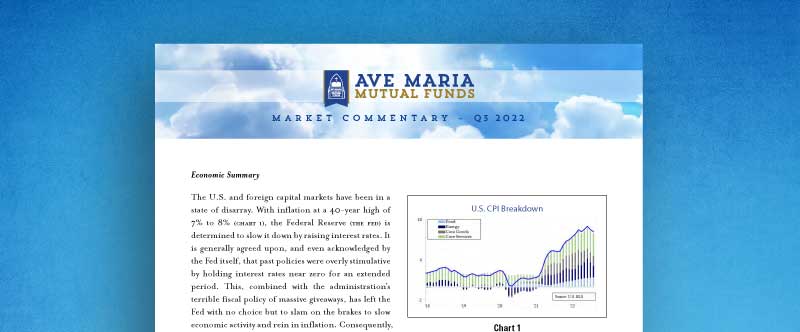 AVE MARIA
MUTUAL FUNDS
MARKET COMMENTARY – Q3 2022
Economic Summary
The U.S. and foreign capital markets have been in a
state of disarray. With inflation at a 40-year high of
7% to 8% (CHART 1), the Federal Reserve (THE FED) is
determined to slow it down by raising interest rates. It
is generally agreed upon, and even acknowledged by
the Fed itself, that past policies were overly stimulative
by holding interest rates near zero for an extended
period. This, combined with the administration's
terrible fiscal policy of massive giveaways, has left the
Fed with no choice but to slam on the brakes to slow
economic activity and rein in inflation. Consequently,
U.S. CPI Breakdown
Food
Energy
Core Goods
Core Services
18 19 20 21 22
Source: U.S. BLS
Chart 1